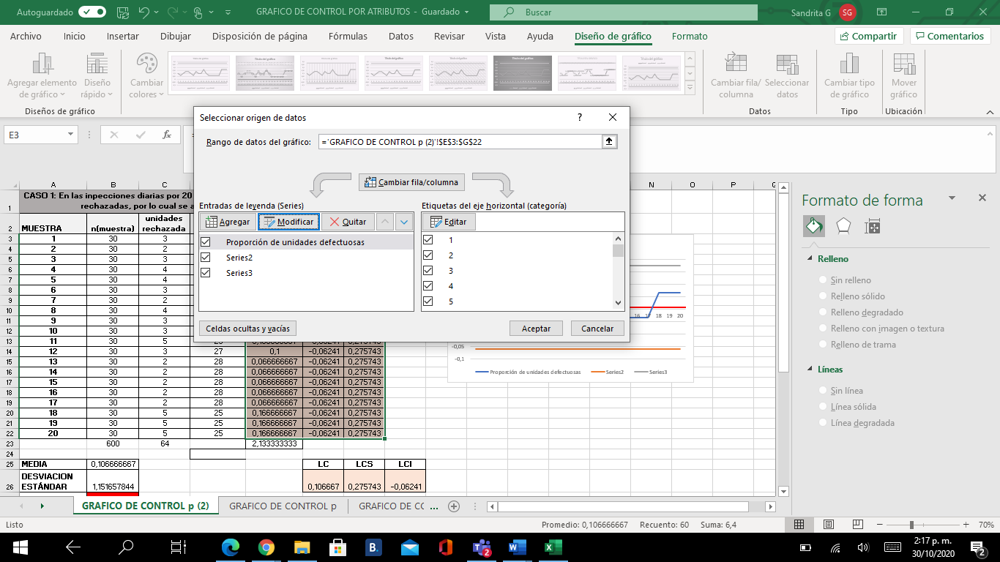 Autoguardado GRAFICO DE CONTROL POR ATRIBUTOS - Guardado Buscar Sandrita G SG
Archivo Inicio Insertar Dibujar Disposición de página Fórmulas Datos Revisar Vista Ayuda Diseño de gráfico Formato Compartir Comentarios
Agregar elemento de gráfico Diseño rápido Cambiar colores Cambiar fila/columna Seleccionar datos Cambiar tipo de gráfico Mover gráfico
Diseños de gráfico Datos Tipo Ubicación
E3 fx =
Seleccionar origen de datos ?
Rango de datos del gráfico: ='GRAFICO DE CONTROL p (2)'!$E$3:$G$22
Cambiar fila/columna
Entradas de leyenda (Series) Etiquetas del eje horizontal (categoría)
Agregar Modificar Quitar Editar
Proporción de unidades defectuosas 1
Series2 2
Series3 3
4
5
Celdas ocultas y vacías Aceptar Cancelar
A B C N O P
1 CASO 1: En las inpecciones diarias por 20
rechazadas, por lo cual se a
2 MUESTRA n(muestra) unidades rechazada
3 1 30 3
4 2 30 2
5 3 30 3
6 4 30 4
7 5 30 4
8 6 30 3
9 7 30 2
10 8 30 4
11 9 30 3
12 10 30 3
13 11 30 5 25 0,166666667 -0,06241 0,275743
14 12 30 3 27 0,1 -0,06241 0,275743
15 13 30 2 28 0,066666667 -0,06241 0,275743
16 14 30 2 28 0,066666667 -0,06241 0,275743
17 15 30 2 28 0,066666667 -0,06241 0,275743
18 16 30 2 28 0,066666667 -0,06241 0,275743
19 17 30 2 28 0,066666667 -0,06241 0,275743
20 18 30 5 25 0,166666667 -0,06241 0,275743
21 19 30 5 25 0,166666667 -0,06241 0,275743
22 20 30 5 25 0,166666667 -0,06241 0,275743
23 600 64 2,133333333
24
25 MEDIA 0,106666667 LC LCS LCI
26 DESVIACION ESTÁNDAR 1,151657844 0,106667 0,275743 -0,06241
16 17 18 19 20
-0,05
-0,1
Proporción de unidades defectuosas Series2 Series3
Formato de forma
Relleno
Sin relleno
Relleno sólido
Relleno degradado
Relleno con imagen o textura
Relleno de trama
Líneas
Sin línea
Línea sólida
Línea degradada
GRAFICO DE CONTROL p (2) GRAFICO DE CONTROL p GRAFICO DE CC ...
Listo Promedio: 0,106666667 Recuento: 60 Suma: 6,4 70%
B. 2 2:17 p. m.
30/10/2020 2